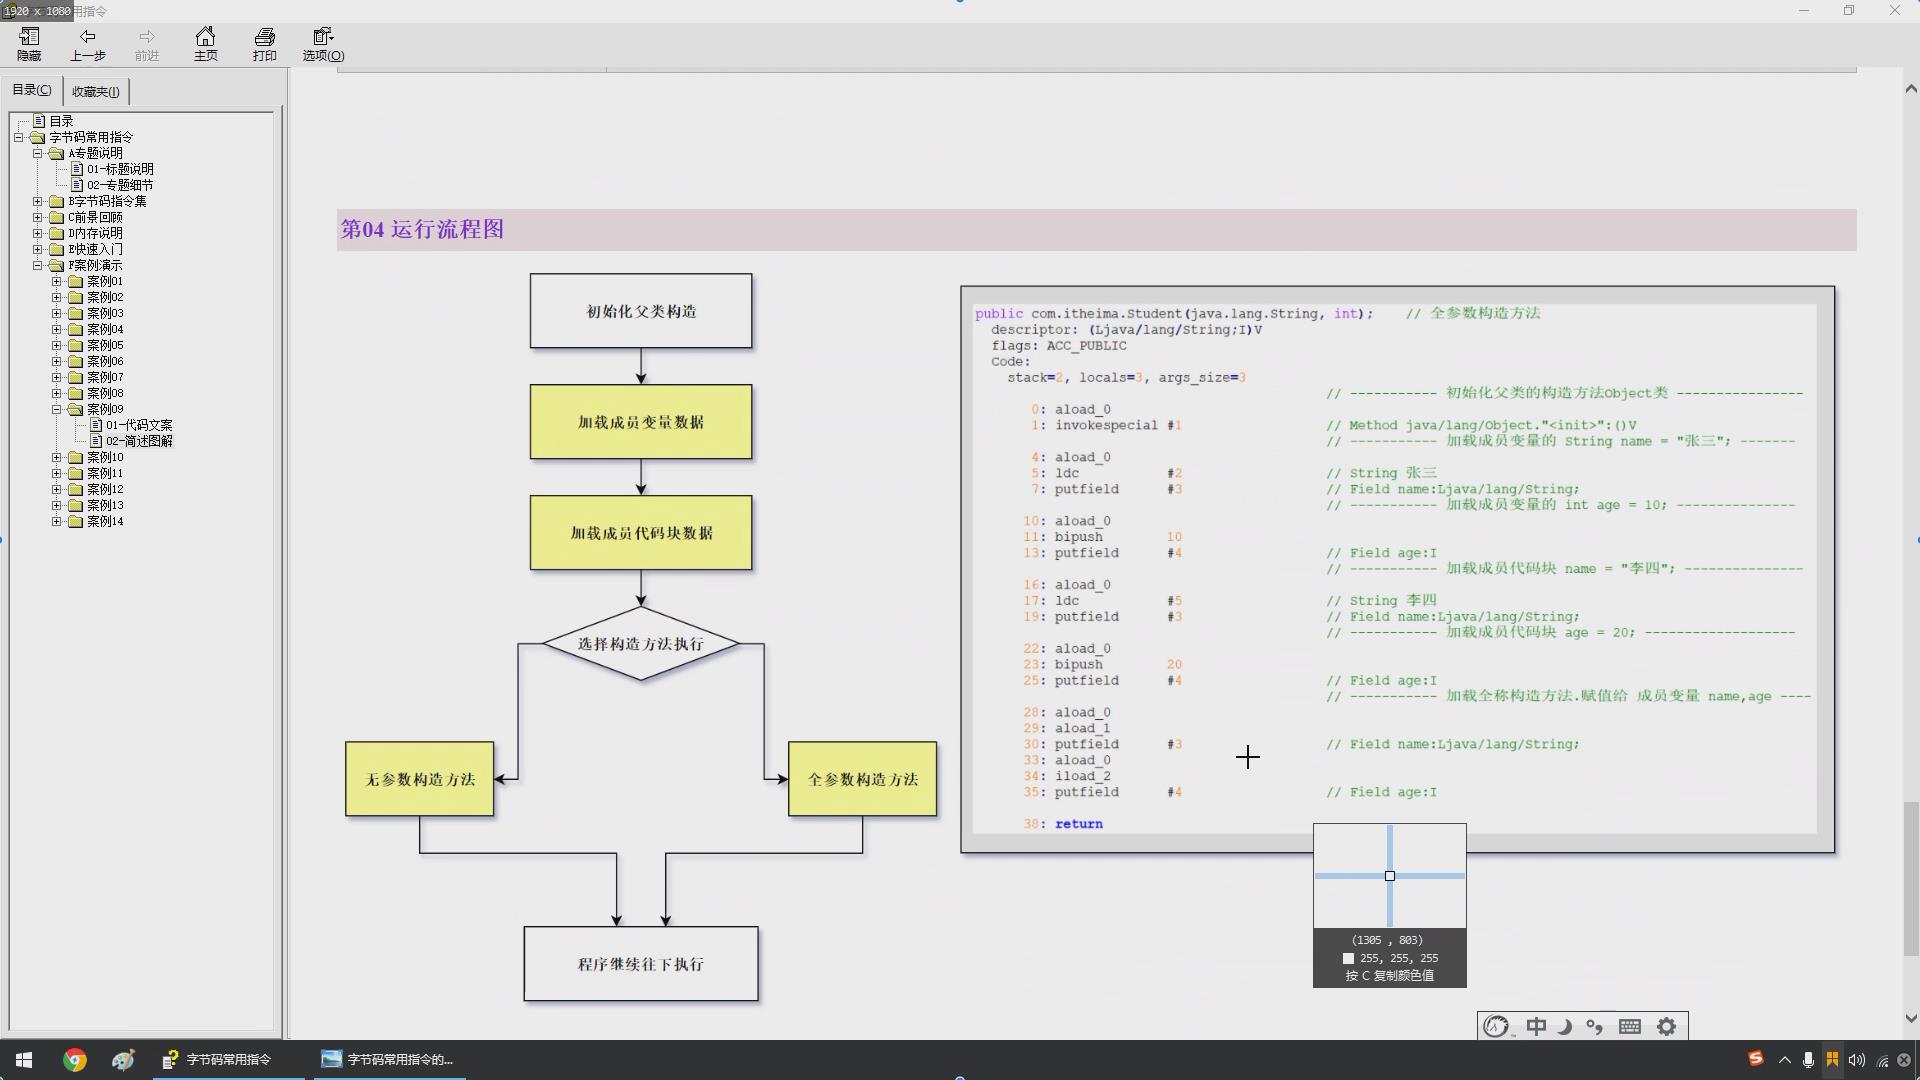 1920 x 1080
用指令
隐藏
上一步
前进
主页
打印
选项(O)
目录(C)
收藏夹(I)
目录
字节码常用指令
A专题说明
01-标题说明
02-专题细节
B字节码指令集
C前景回顾
D内存说明
E快速入门
F案例演示
案例01
案例02
案例03
案例04
案例05
案例06
案例07
案例08
案例09
01-代码文案
02-简述图解
案例10
案例11
案例12
案例13
案例14
第04 运行流程图
初始化父类构造
加载成员变量数据
加载成员代码块数据
选择构造方法执行
无参数构造方法
全参数构造方法
程序继续往下执行
public com.itheima.Student(java.lang.String, int); // 全参数构造方法
descriptor: (Ljava/lang/String;I)V
flags: ACC_PUBLIC
Code:
stack=2, locals=3, args_size=3
// ----------- 初始化父类的构造方法Object类 ----------------
0: aload_0
1: invokespecial #1 // Method java/lang/Object."<init>":()V
// ----------- 加载成员变量的 String name = "张三"; -------
4: aload_0
5: ldc #2 // String 张三
7: putfield #3 // Field name:Ljava/lang/String;
// ----------- 加载成员变量的 int age = 10; ---------------
10: aload_0
11: bipush 10
13: putfield #4 // Field age:I
// ----------- 加载成员代码块 name = "李四"; ---------------
16: aload_0
17: ldc #5 // String 李四
19: putfield #3 // Field name:Ljava/lang/String;
// ----------- 加载成员代码块 age = 20; -------------------
22: aload_0
23: bipush 20
25: putfield #4 // Field age:I
// ----------- 加载全称构造方法.赋值给 成员变量 name,age ----
28: aload_0
29: aload_1
30: putfield #3 // Field name:Ljava/lang/String;
33: aload_0
34: iload_2
35: putfield #4 // Field age:I
38: return
(1305 , 803)
255, 255, 255
按 C 复制颜色值
中
字节码常用指令
字节码常用指令的...